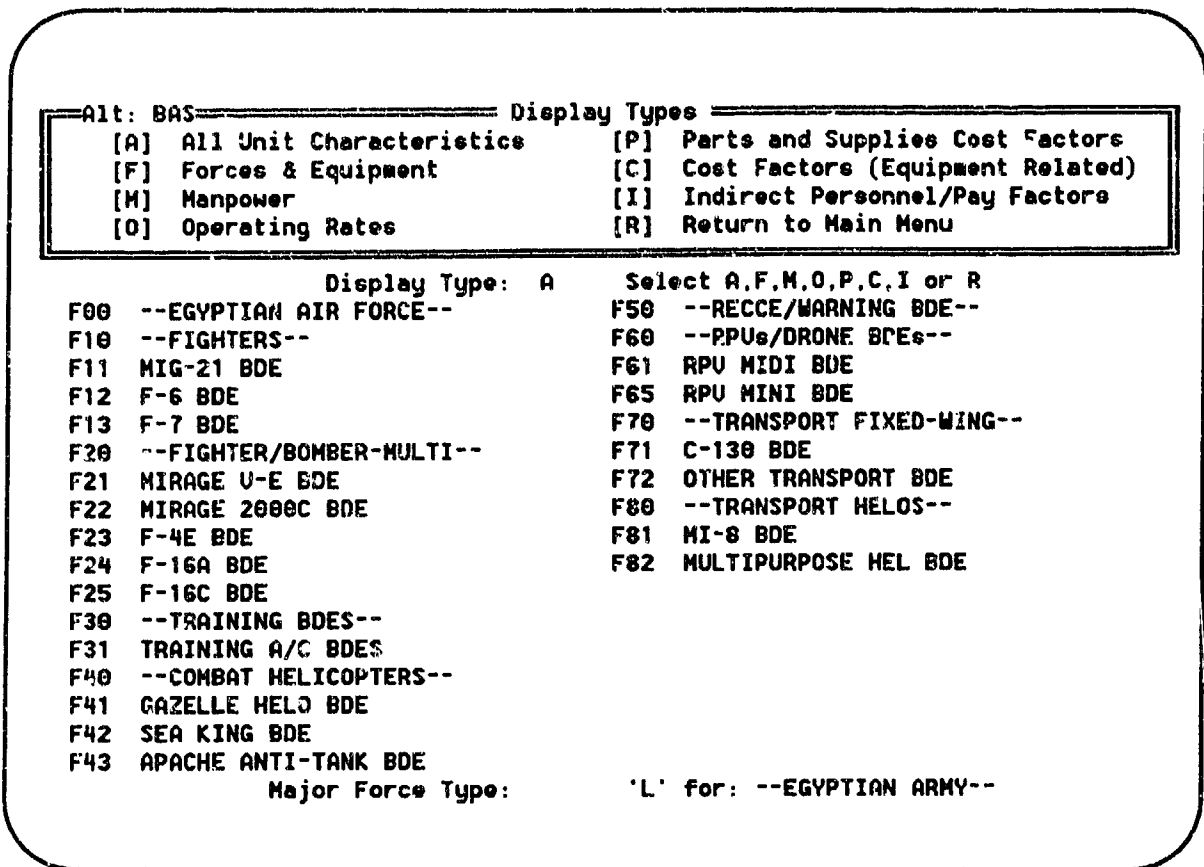 Alt: BAS Display Types
[A] All Unit Characteristics [P] Parts and Supplies Cost Factors
[F] Forces & Equipment [C] Cost Factors (Equipment Related)
[M] Manpower [I] Indirect Personnel/Pay Factors
[O] Operating Rates [R] Return to Main Menu
Display Type: A Select A,F,M,O,P,C,I or R
F00 --EGYPTIAN AIR FORCE-- F50 --RECCE/WARNING BDE--
F10 --FIGHTERS-- F60 --RPVs/DRONE BDEs--
F11 MIG-21 BDE F61 RPV MIDI BDE
F12 F-6 BDE F65 RPV MINI BDE
F13 F-7 BDE F70 --TRANSPORT FIXED-WING--
F20 --FIGHTER/BOMBER-MULTI-- F71 C-130 BDE
F21 MIRAGE V-E BDE F72 OTHER TRANSPORT BDE
F22 MIRAGE 2000C BDE F80 --TRANSPORT HELOS--
F23 F-4E BDE F81 MI-8 BDE
F24 F-16A BDE F82 MULTIPURPOSE HEL BDE
F25 F-16C BDE
F30 --TRAINING BDES--
F31 TRAINING A/C BDES
F40 --COMBAT HELICOPTERS--
F41 GAZELLE HELO BDE
F42 SEA KING BDE
F43 APACHE ANTI-TANK BDE
Major Force Type: 'L' for: --EGYPTIAN ARMY--